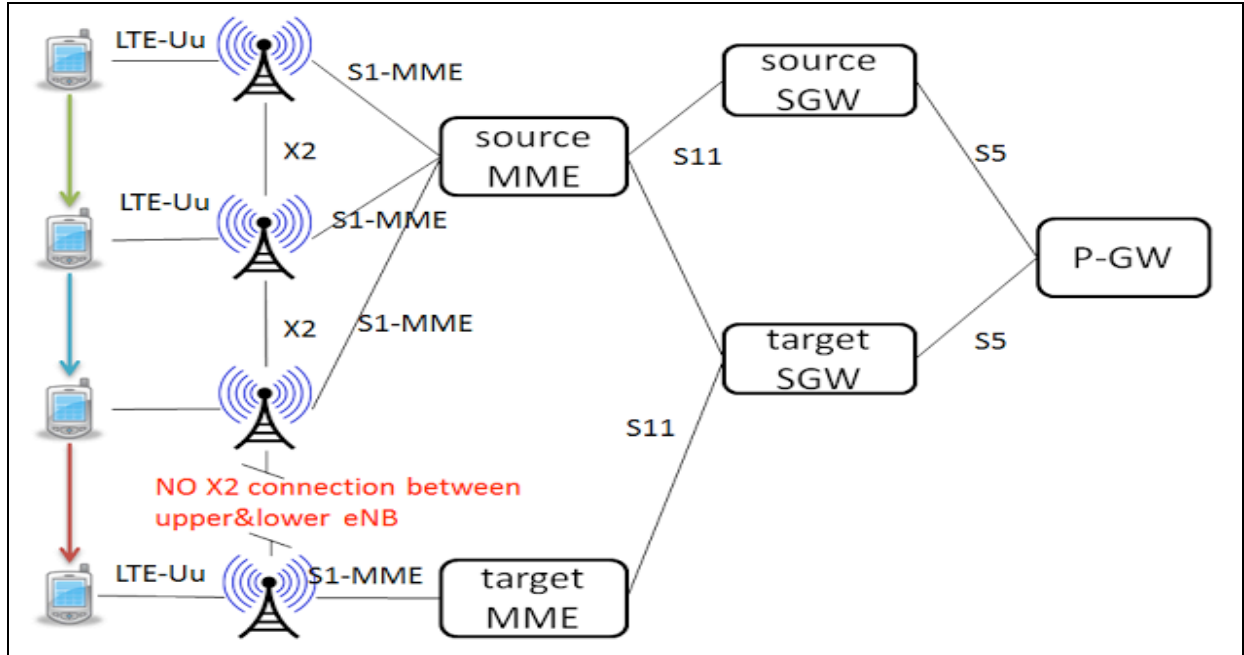 LTE-Uu
S1-MME
source
SGW
X2
source
MME
S11
S5
LTE-Uu
S1-MME
P-GW
X2
S1-MME
target
SGW
S5
S11
NO X2 connection between
upper&lower eNB
LTE-Uu
S1-MME
target
MME